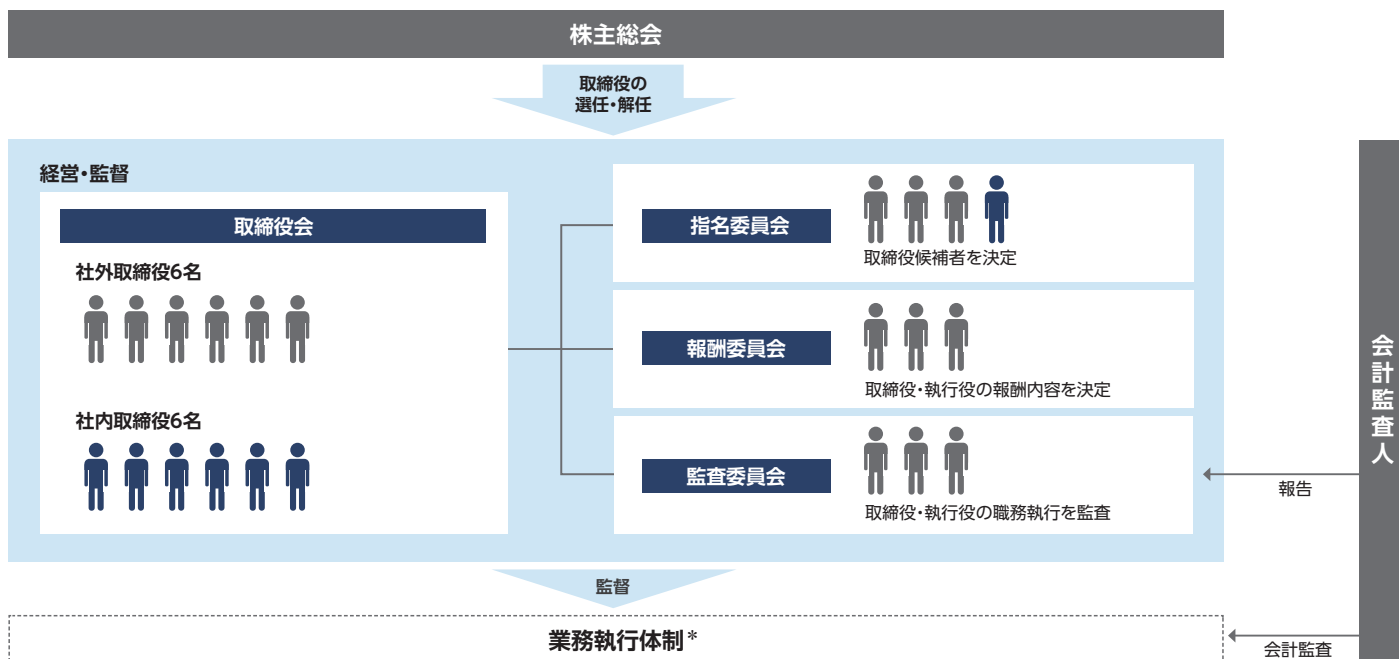 株主総会
取締役の
選任・解任
経営・監督
取締役会
社外取締役6名
社内取締役6名
指名委員会
取締役候補者を決定
報酬委員会
取締役・執行役の報酬内容を決定
監査委員会
取締役・執行役の職務執行を監査
会計監査人
報告
監督
業務執行体制*
会計監査